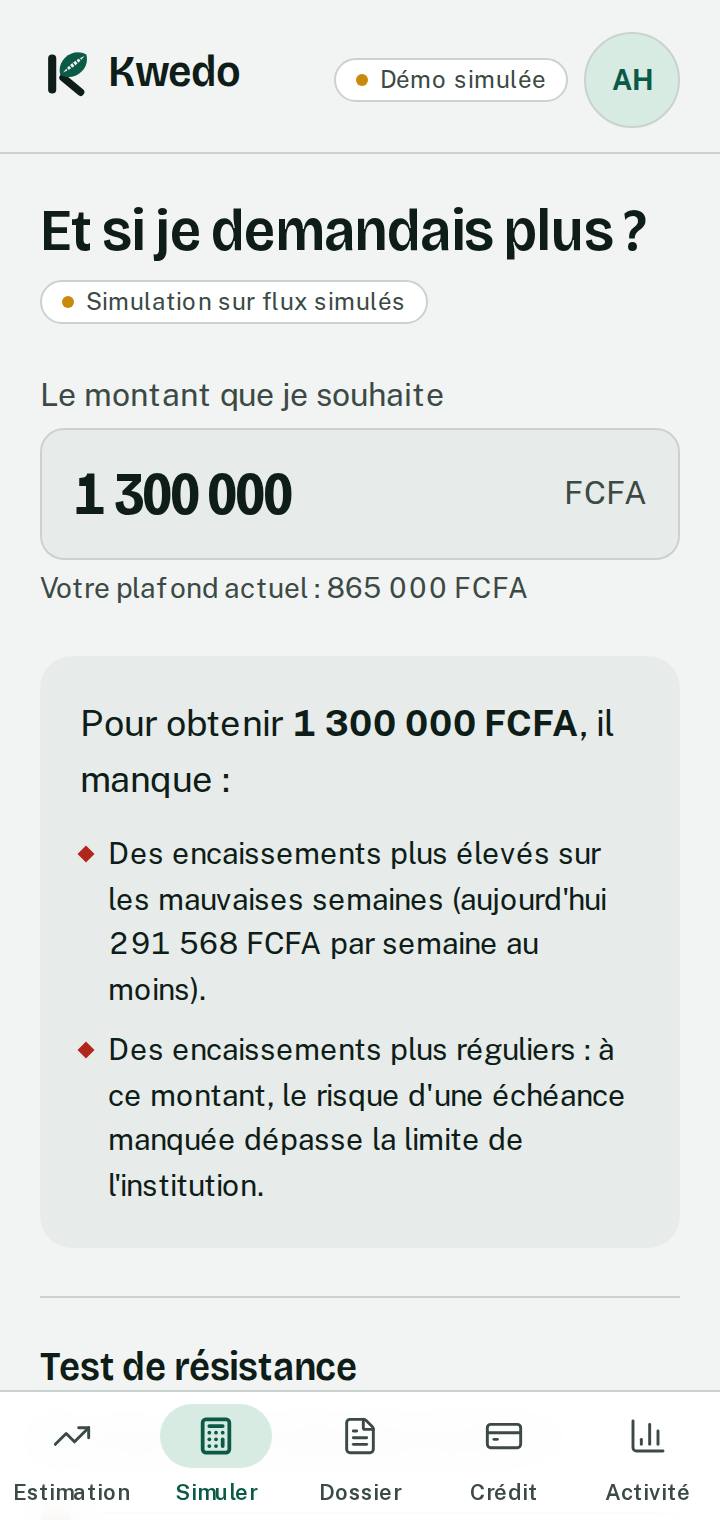 Kwedo
Démo simulée
AH
Et si je demandais plus ?
Simulation sur flux simulés
Le montant que je souhaite
1 300 000
FCFA
Votre plafond actuel : 865 000 FCFA
Pour obtenir 1 300 000 FCFA, il
manque :
Des encaissements plus élevés sur
les mauvaises semaines (aujourd'hui
291 568 FCFA par semaine au
moins).
Des encaissements plus réguliers : à
ce montant, le risque d'une échéance
manquée dépasse la limite de
l'institution.
Test de résistance
Estimation
Simuler
Dossier
Crédit
Activité